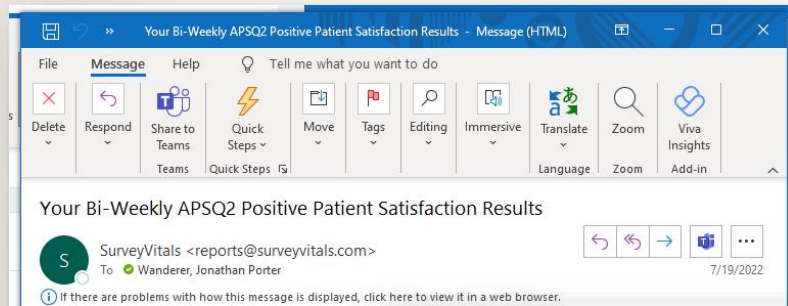 Your Bi-Weekly APSQ2 Positive Patient Satisfaction Results - Message (HTML)
File Message Help Tell me what you want to do
Delete Respond Share to Teams Quick Steps Move Tags Editing Immersive Translate Zoom Viva Insights
Teams Quick Steps Language Zoom Add-in
Your Bi-Weekly APSQ2 Positive Patient Satisfaction Results
S SurveyVitals <reports@surveyvitals.com>
To Wanderer, Jonathan Porter 7/19/2022
If there are problems with how this message is displayed, click here to view it in a web browser.